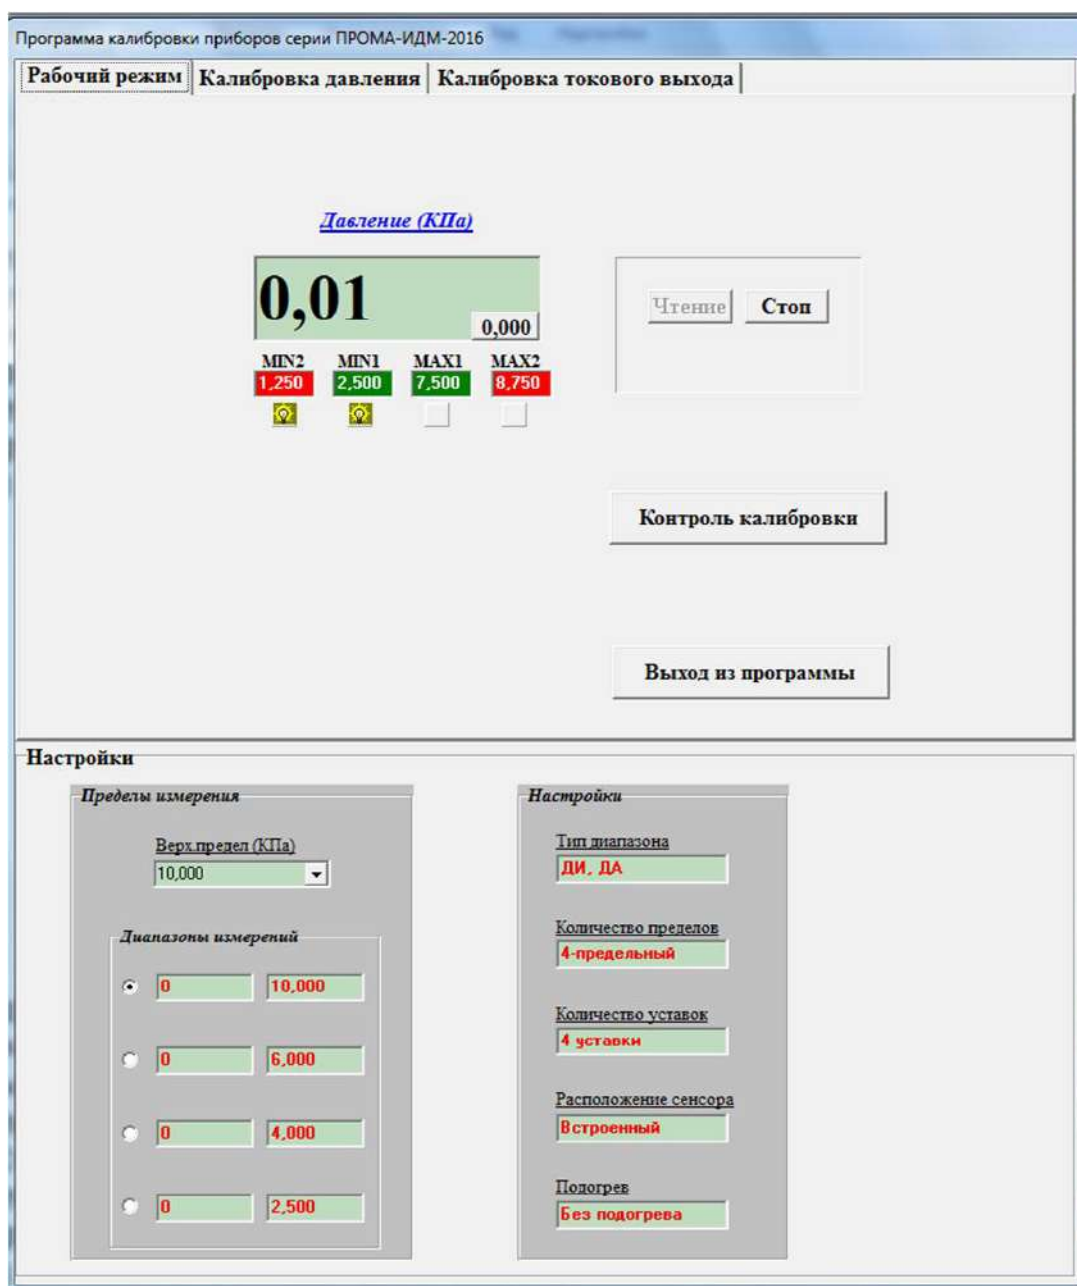 Программа калибровки приборов серии ПРОМА-ИДМ-2016
Рабочий режим Калибровка давления Калибровка токового выхода
Давление (КПа)
0,01
0,000
Чтение Стоп
MIN2 MIN1 MAX1 MAX2
1,250 2,500 7,500 8,750
Контроль калибровки
Выход из программы
Настройки
Пределы измерения
Верх.предел (КПа)
10,000
Диапазоны измерений
0 10,000
0 6,000
0 4,000
0 2,500
Настройки
Тип диапазона
ДИ, ДА
Количество пределов
4-предельный
Количество уставок
4 уставки
Расположение сенсора
Встроенный
Подогрев
Без подогрева